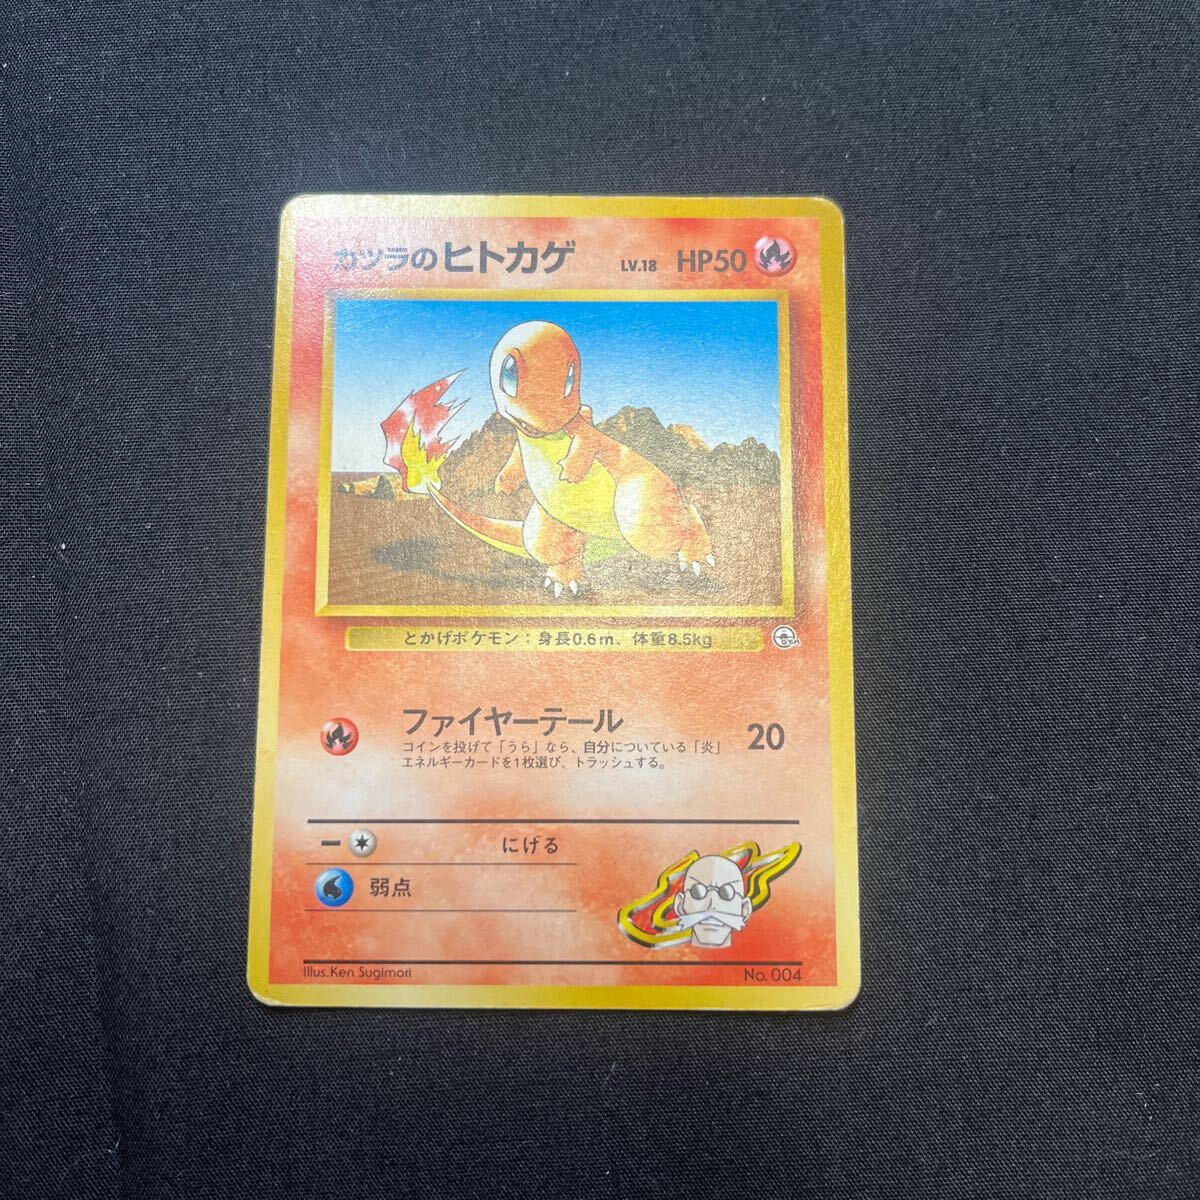 カツラのヒトカゲ LV.18 HP50
とかげポケモン：身長0.6m、体重8.5kg
GYM
ファイヤーテール 20
コインを投げて「うら」なら、自分についている「炎」
エネルギーカードを1枚選び、トラッシュする。
ー にげる
弱点
Illus.Ken Sugimori No. 004